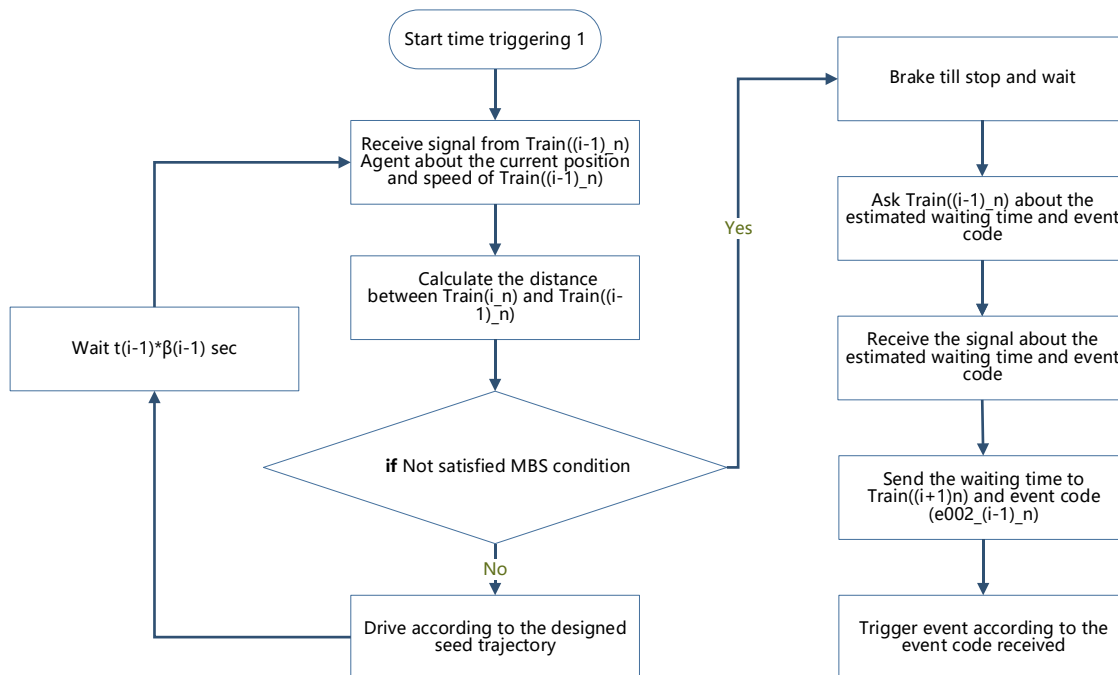 Start time triggering 1
Receive signal from Train((i-1)_n)
Agent about the current position
and speed of Train((i-1)_n)
Calculate the distance
between Train(i_n) and Train((i-
1)_n)
Wait t(i-1)*β(i-1) sec
if Not satisfied MBS condition
No
Drive according to the designed
seed trajectory
Yes
Brake till stop and wait
Ask Train((i-1)_n) about the
estimated waiting time and event
code
Receive the signal about the
estimated waiting time and event
code
Send the waiting time to
Train((i+1)n) and event code
(e002_(i-1)_n)
Trigger event according to the
event code received